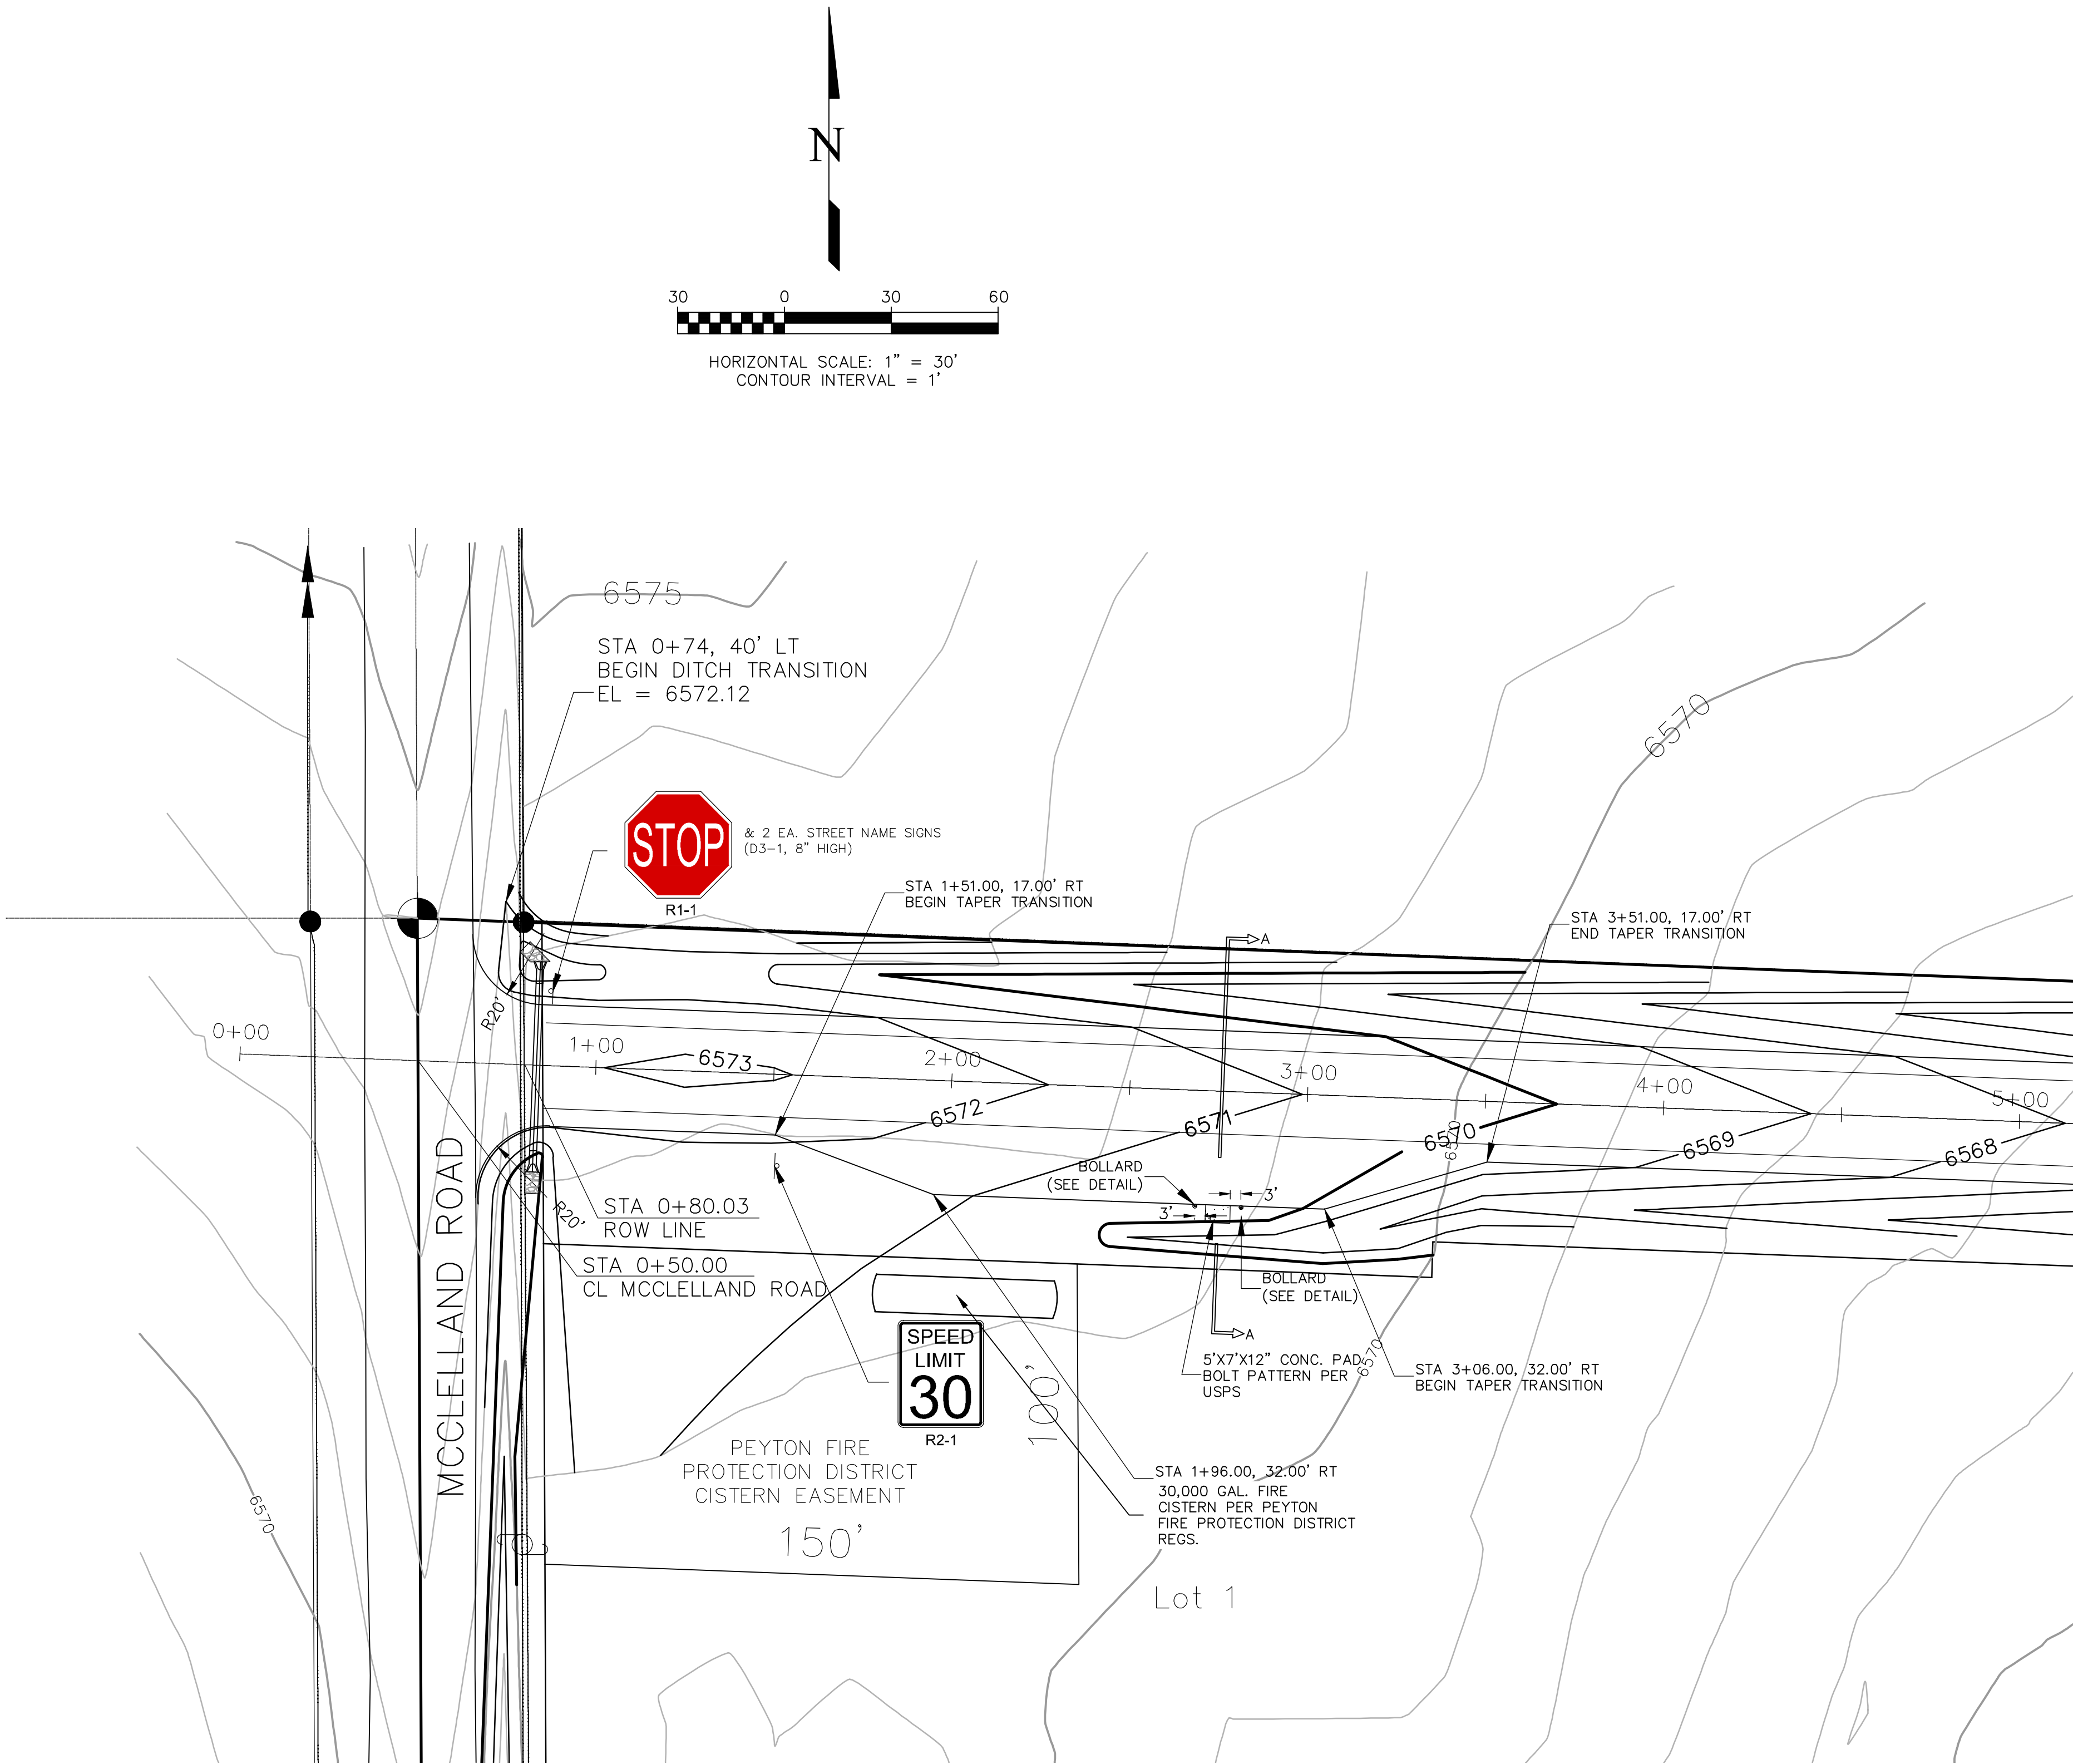 N
30 0 30 60
HORIZONTAL SCALE: 1" = 30'
CONTOUR INTERVAL = 1'
6575
STA 0+74, 40' LT
BEGIN DITCH TRANSITION
EL = 6572.12
6570
STOP
R1-1
& 2 EA. STREET NAME SIGNS
(D3-1, 8" HIGH)
STA 1+51.00, 17.00' RT
BEGIN TAPER TRANSITION
STA 3+51.00, 17.00' RT
END TAPER TRANSITION
A
R20'
0+00
1+00
2+00
3+00
4+00
5+00
6573
6572
6571
6570
6570
6569
6568
BOLLARD
(SEE DETAIL)
3'
3'
R20'
STA 0+80.03
ROW LINE
STA 0+50.00
CL MCCLELLAND ROAD
MCCLELLAND ROAD
BOLLARD
(SEE DETAIL)
A
SPEED
LIMIT
30
R2-1
100'
5'X7'X12" CONC. PAD
BOLT PATTERN PER
USPS
6570
STA 3+06.00, 32.00' RT
BEGIN TAPER TRANSITION
PEYTON FIRE
PROTECTION DISTRICT
CISTERN EASEMENT
150'
STA 1+96.00, 32.00' RT
30,000 GAL. FIRE
CISTERN PER PEYTON
FIRE PROTECTION DISTRICT
REGS.
6570
Lot 1